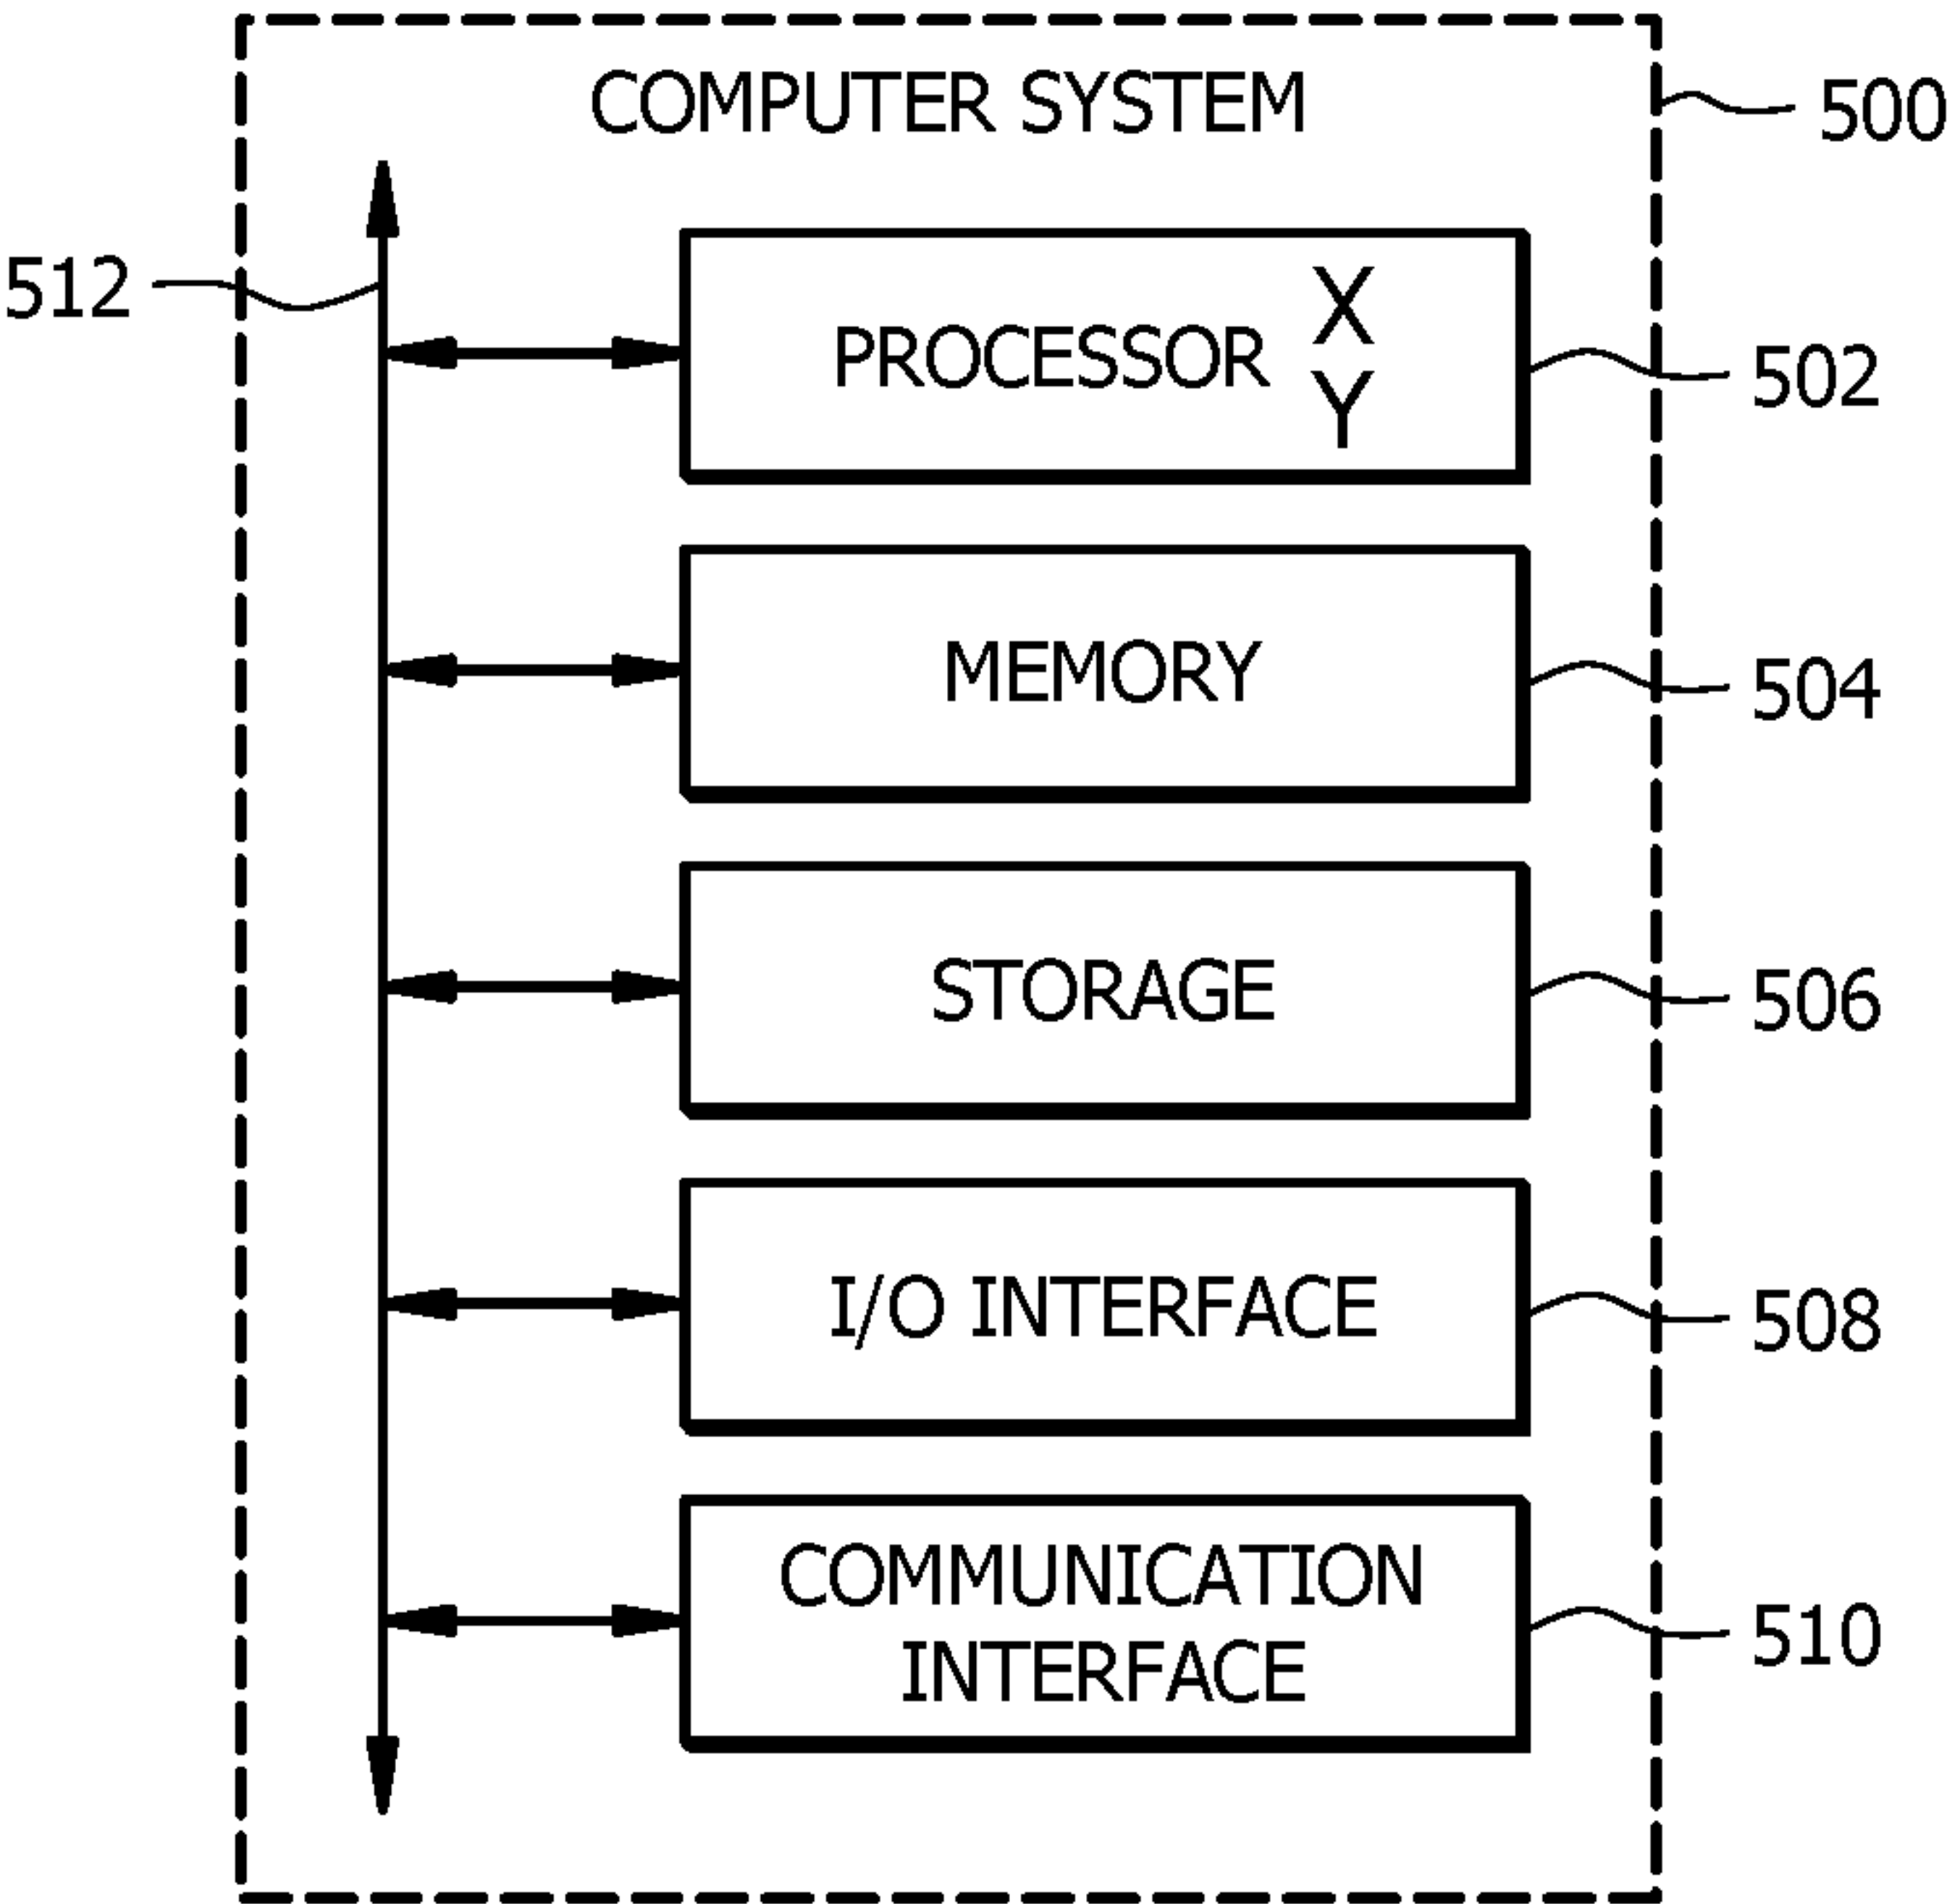 COMPUTER SYSTEM
500
512
X
PROCESSOR
Y
502
MEMORY
504
STORAGE
506
I/O INTERFACE
508
COMMUNICATION
INTERFACE
510